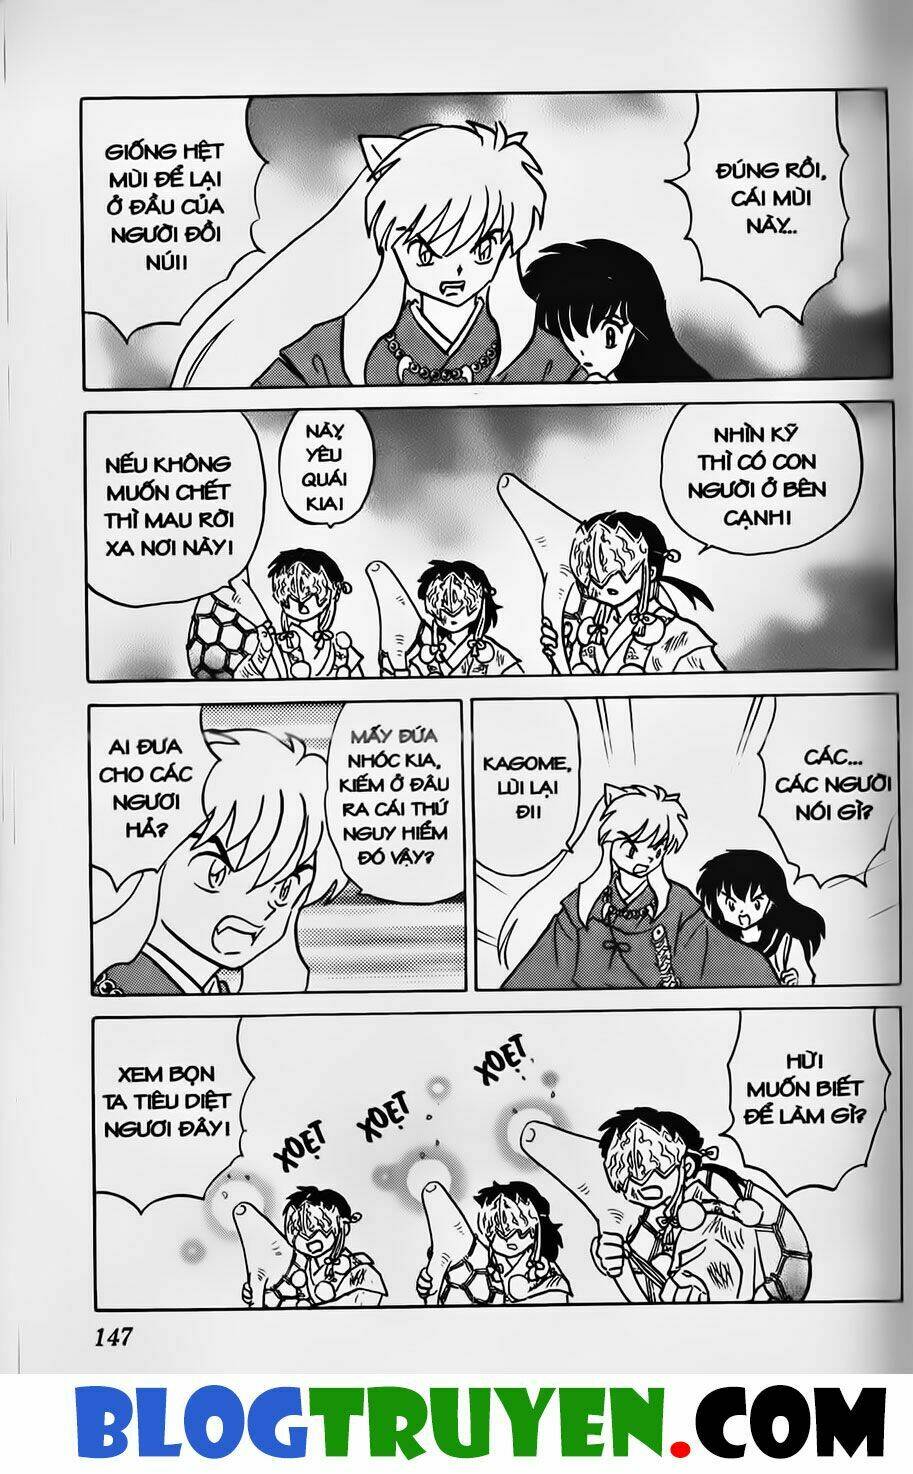 ĐÚNG RỒI,
CÁI MÙI
NÀY...
GIỐNG HỆT
MÙI ĐỂ LẠI
Ở ĐẦU CỦA
NGƯỜI ĐỒI
NÚI!
NHÌN KỸ
THÌ CÓ CON
NGƯỜI Ở BÊN
CẠNH!
NÀY,
YÊU
QUÁI
KIA!
NẾU KHÔNG
MUỐN CHẾT
THÌ MAU RỜI
XA NƠI NÀY!
CÁC...
CÁC NGƯƠI
NÓI GÌ?
KAGOME,
LÙI LẠI
ĐI!
MẤY ĐỨA
NHÓC KIA,
KIẾM Ở ĐÂU
RA CÁI THỨ
NGUY HIỂM
ĐÓ VẬY?
AI ĐƯA
CHO CÁC
NGƯƠI
HẢ?
HỪ!
MUỐN BIẾT
ĐỂ LÀM GÌ?
XOẸT
XOẸT
XOẸT
XEM BỌN
TA TIÊU DIỆT
NGƯƠI ĐÂY!
147
BLOGTRUYEN.COM